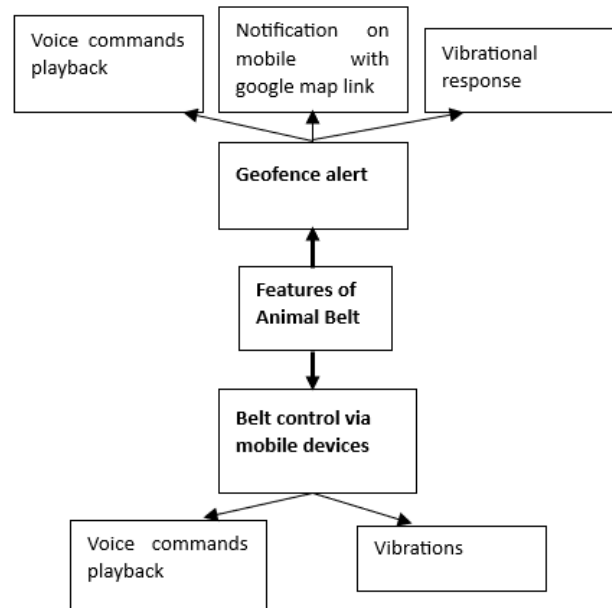 Voice commands
playback
Notification on
mobile with
google map link
Vibrational
response
Geofence alert
Features of
Animal Belt
Belt control via
mobile devices
Voice commands
playback
Vibrations